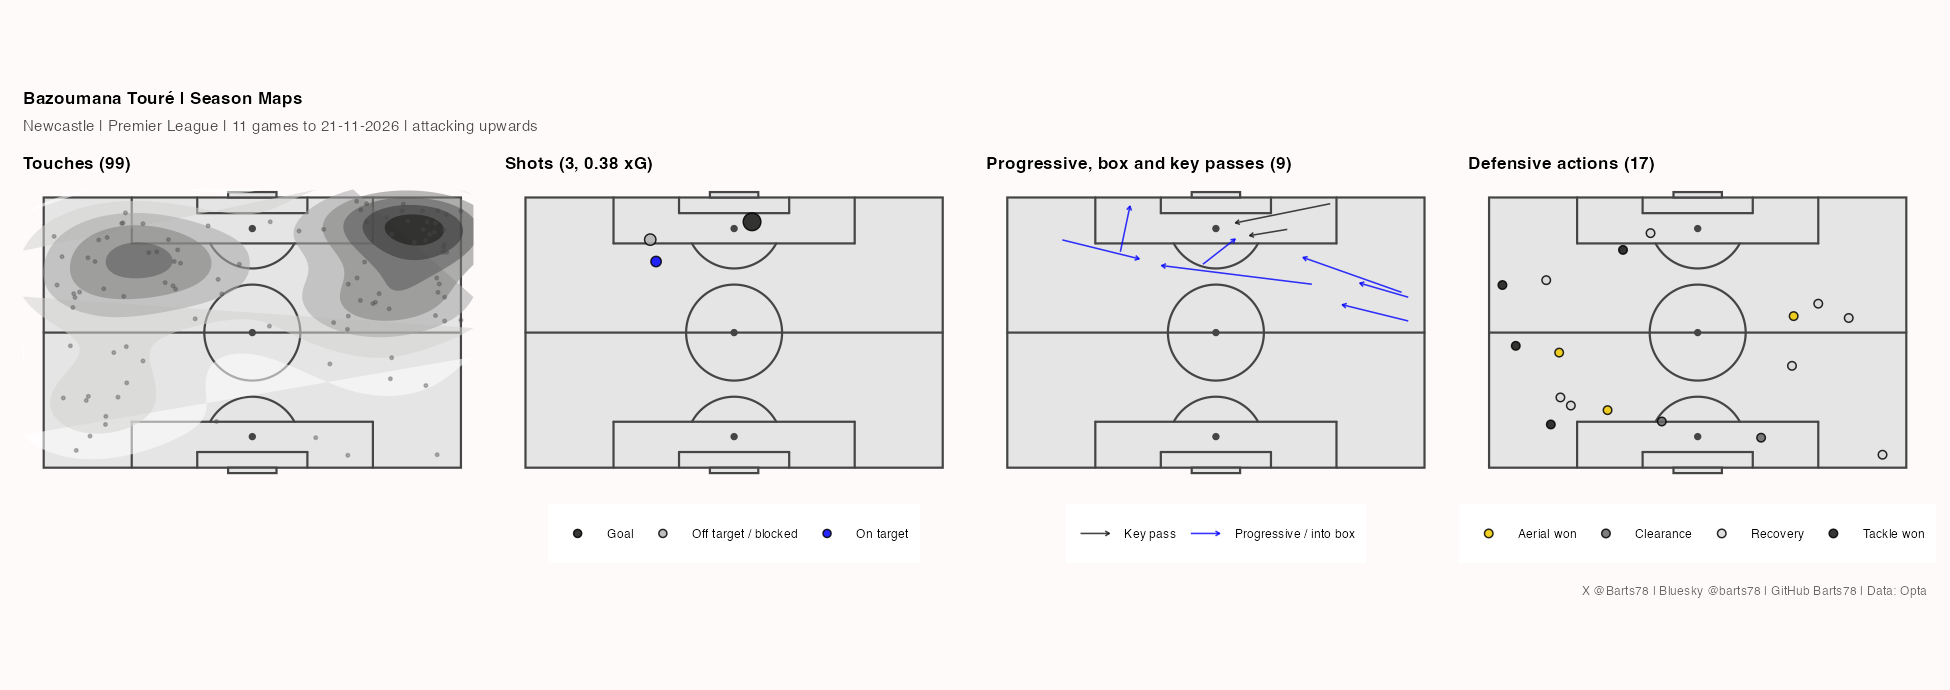 Bazoumana Touré | Season Maps
Newcastle | Premier League | 11 games to 21-11-2026 | attacking upwards
Touches (99)
Shots (3, 0.38 xG)
Progressive, box and key passes (9)
Defensive actions (17)
Goal
Off target / blocked
On target
Key pass
Progressive / into box
Aerial won
Clearance
Recovery
Tackle won
X @Barts78 | Bluesky @barts78 | GitHub Barts78 | Data: Opta